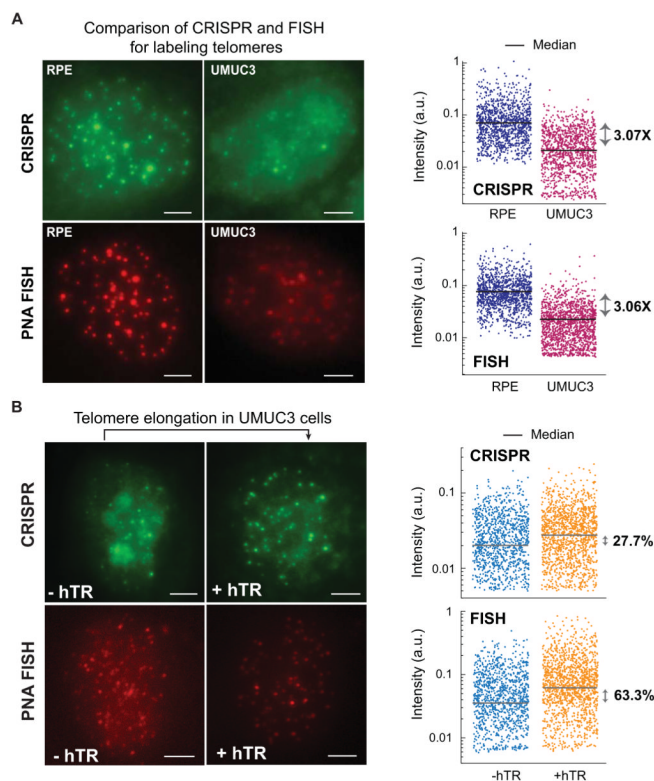 A
Comparison of CRISPR and FISH
for labeling telomeres
RPE
UMUC3
CRISPR
RPE
UMUC3
PNA FISH
Median
Intensity (a.u.)
1
0.1
0.01
3.07X
CRISPR
RPE
UMUC3
Intensity (a.u.)
1
0.1
0.01
3.06X
FISH
RPE
UMUC3
B
Telomere elongation in UMUC3 cells
CRISPR
- hTR
+ hTR
PNA FISH
- hTR
+ hTR
Median
CRISPR
Intensity (a.u.)
0.1
0.01
27.7%
FISH
Intensity (a.u.)
1
0.1
0.01
63.3%
-hTR
+hTR